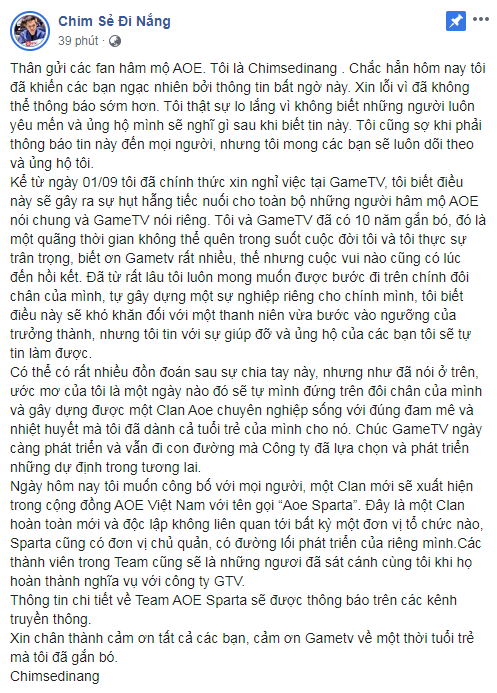 Chim Sẻ Đi Nắng
39 phút ·
Thân gửi các fan hâm mộ AOE. Tôi là Chimsedinang . Chắc hẳn hôm nay tôi
đã khiến các bạn ngạc nhiên bởi thông tin bất ngờ này. Xin lỗi vì đã không
thể thông báo sớm hơn. Tôi thật sự lo lắng vì không biết những người luôn
yêu mến và ủng hộ mình sẽ nghĩ gì sau khi biết tin này. Tôi cũng sợ khi phải
thông báo tin này đến mọi người, nhưng tôi mong các bạn sẽ luôn dõi theo
và ủng hộ tôi.
Kể từ ngày 01/09 tôi đã chính thức xin nghỉ việc tại GameTV, tôi biết điều
này sẽ gây ra sự hụt hẫng tiếc nuối cho toàn bộ những người hâm mộ AOE
nói chung và GameTV nói riêng. Tôi và GameTV đã có 10 năm gắn bó, đó là
một quãng thời gian không thể quên trong suốt cuộc đời tôi và tôi thực sự
trân trọng, biết ơn Gametv rất nhiều, thế nhưng cuộc vui nào cũng có lúc
đến hồi kết. Đã từ rất lâu tôi luôn mong muốn được bước đi trên chính đôi
chân của mình, tự gây dựng một sự nghiệp riêng cho chính mình, tôi biết
điều này sẽ khó khăn đối với một thanh niên vừa bước vào ngưỡng của
trưởng thành, nhưng tôi tin với sự giúp đỡ và ủng hộ của các bạn tôi sẽ tự
tin làm được.
Có thể có rất nhiều đồn đoán sau sự chia tay này, nhưng như đã nói ở trên,
ước mơ của tôi là một ngày nào đó sẽ tự mình đứng trên đôi chân của mình
và gây dựng được một Clan Aoe chuyên nghiệp sống với đúng đam mê và
nhiệt huyết mà tôi đã dành cả tuổi trẻ của mình cho nó. Chúc GameTV ngày
càng phát triển và vẫn đi con đường mà Công ty đã lựa chọn và phát triển
những dự định trong tương lai.
Ngày hôm nay tôi muốn công bố với mọi người, một Clan mới sẽ xuất hiện
trong cộng đồng AOE Việt Nam với tên gọi “Aoe Sparta”. Đây là một Clan
hoàn toàn mới và độc lập không liên quan tới bất kỳ một đơn vị tổ chức nào,
Sparta cũng có đơn vị chủ quản, có đường lối phát triển của riêng mình.Các
thành viên trong Team cũng sẽ là những ngươi đã sát cánh cùng tôi khi họ
hoàn thành nghĩa vụ với công ty GTV.
Thông tin chi tiết về Team AOE Sparta sẽ được thông báo trên các kênh
truyền thông.
Xin chân thành cảm ơn tất cả các bạn, cảm ơn Gametv về một thời tuổi trẻ
mà tôi đã gắn bó.
Chimsedinang